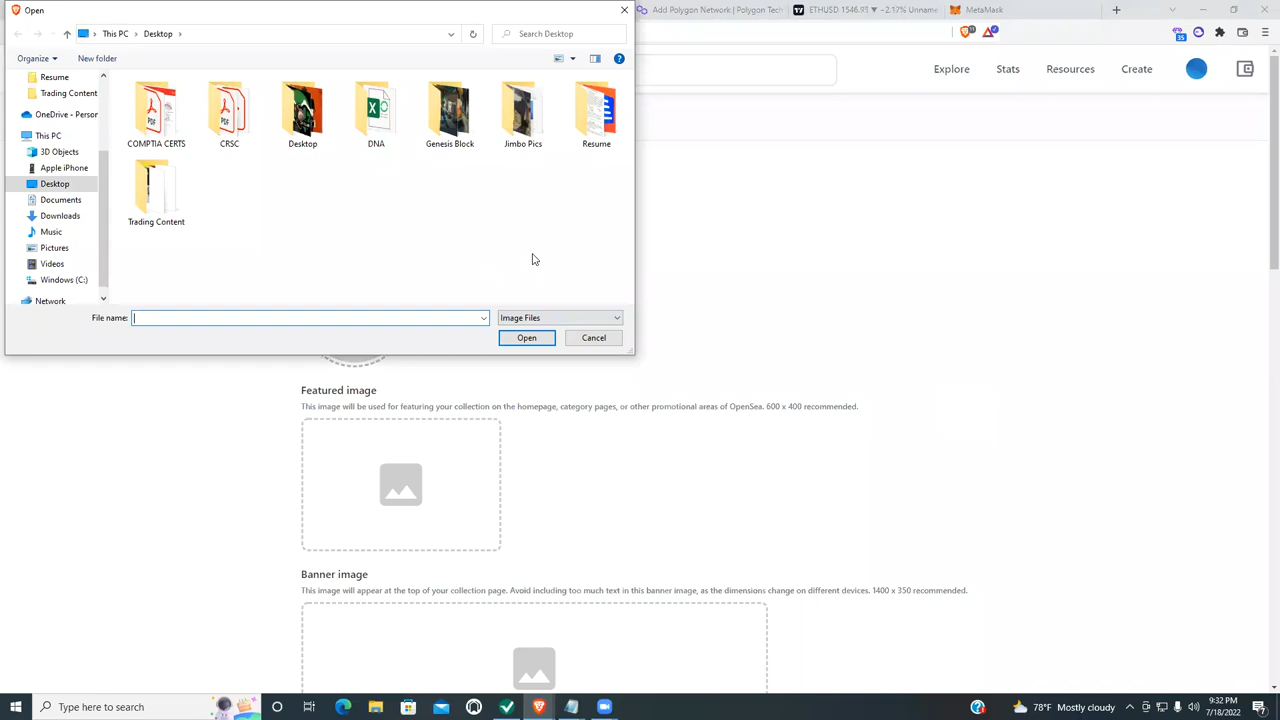 Open
Add Polygon Network | Polygon Tech
ETHUSD 1546.93 ▼ −2.17% Unname
MetaMask
This PC
Desktop
Search Desktop
Organize
New folder
35
Explore
Stats
Resources
Create
Resume
Trading Content
OneDrive - Person
This PC
3D Objects
Apple iPhone
Desktop
Documents
Downloads
Music
Pictures
Videos
Windows (C:)
Network
COMPTIA CERTS
CRSC
Desktop
DNA
Genesis Block
Jimbo Pics
Resume
Trading Content
File name:
Image Files
Open
Cancel
Featured image
This image will be used for featuring your collection on the homepage, category pages, or other promotional areas of OpenSea. 600 x 400 recommended.
Banner image
This image will appear at the top of your collection page. Avoid including too much text in this banner image, as the dimensions change on different devices. 1400 x 350 recommended.
Type here to search
78°F Mostly cloudy
9:32 PM
7/18/2022